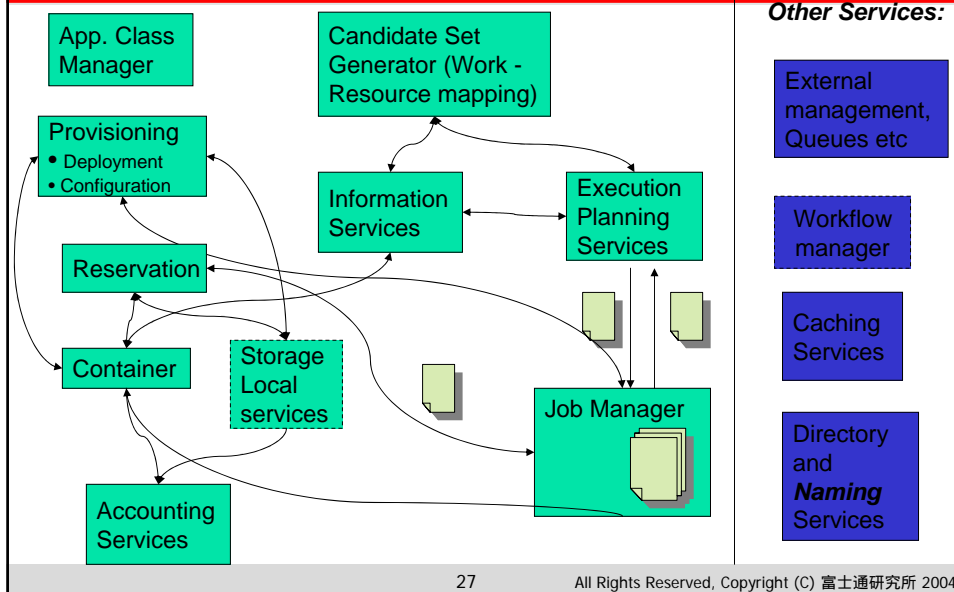 Other Services:
App. Class
Manager
Candidate Set
Generator (Work -
Resource mapping)
External
management,
Queues etc
Provisioning
• Deployment
• Configuration
Information
Services
Execution
Planning
Services
Workflow
manager
Reservation
Caching
Services
Container
Storage
Local
services
Job Manager
Directory
and
Naming
Services
Accounting
Services
27
All Rights Reserved, Copyright (C) 富士通研究所 2004